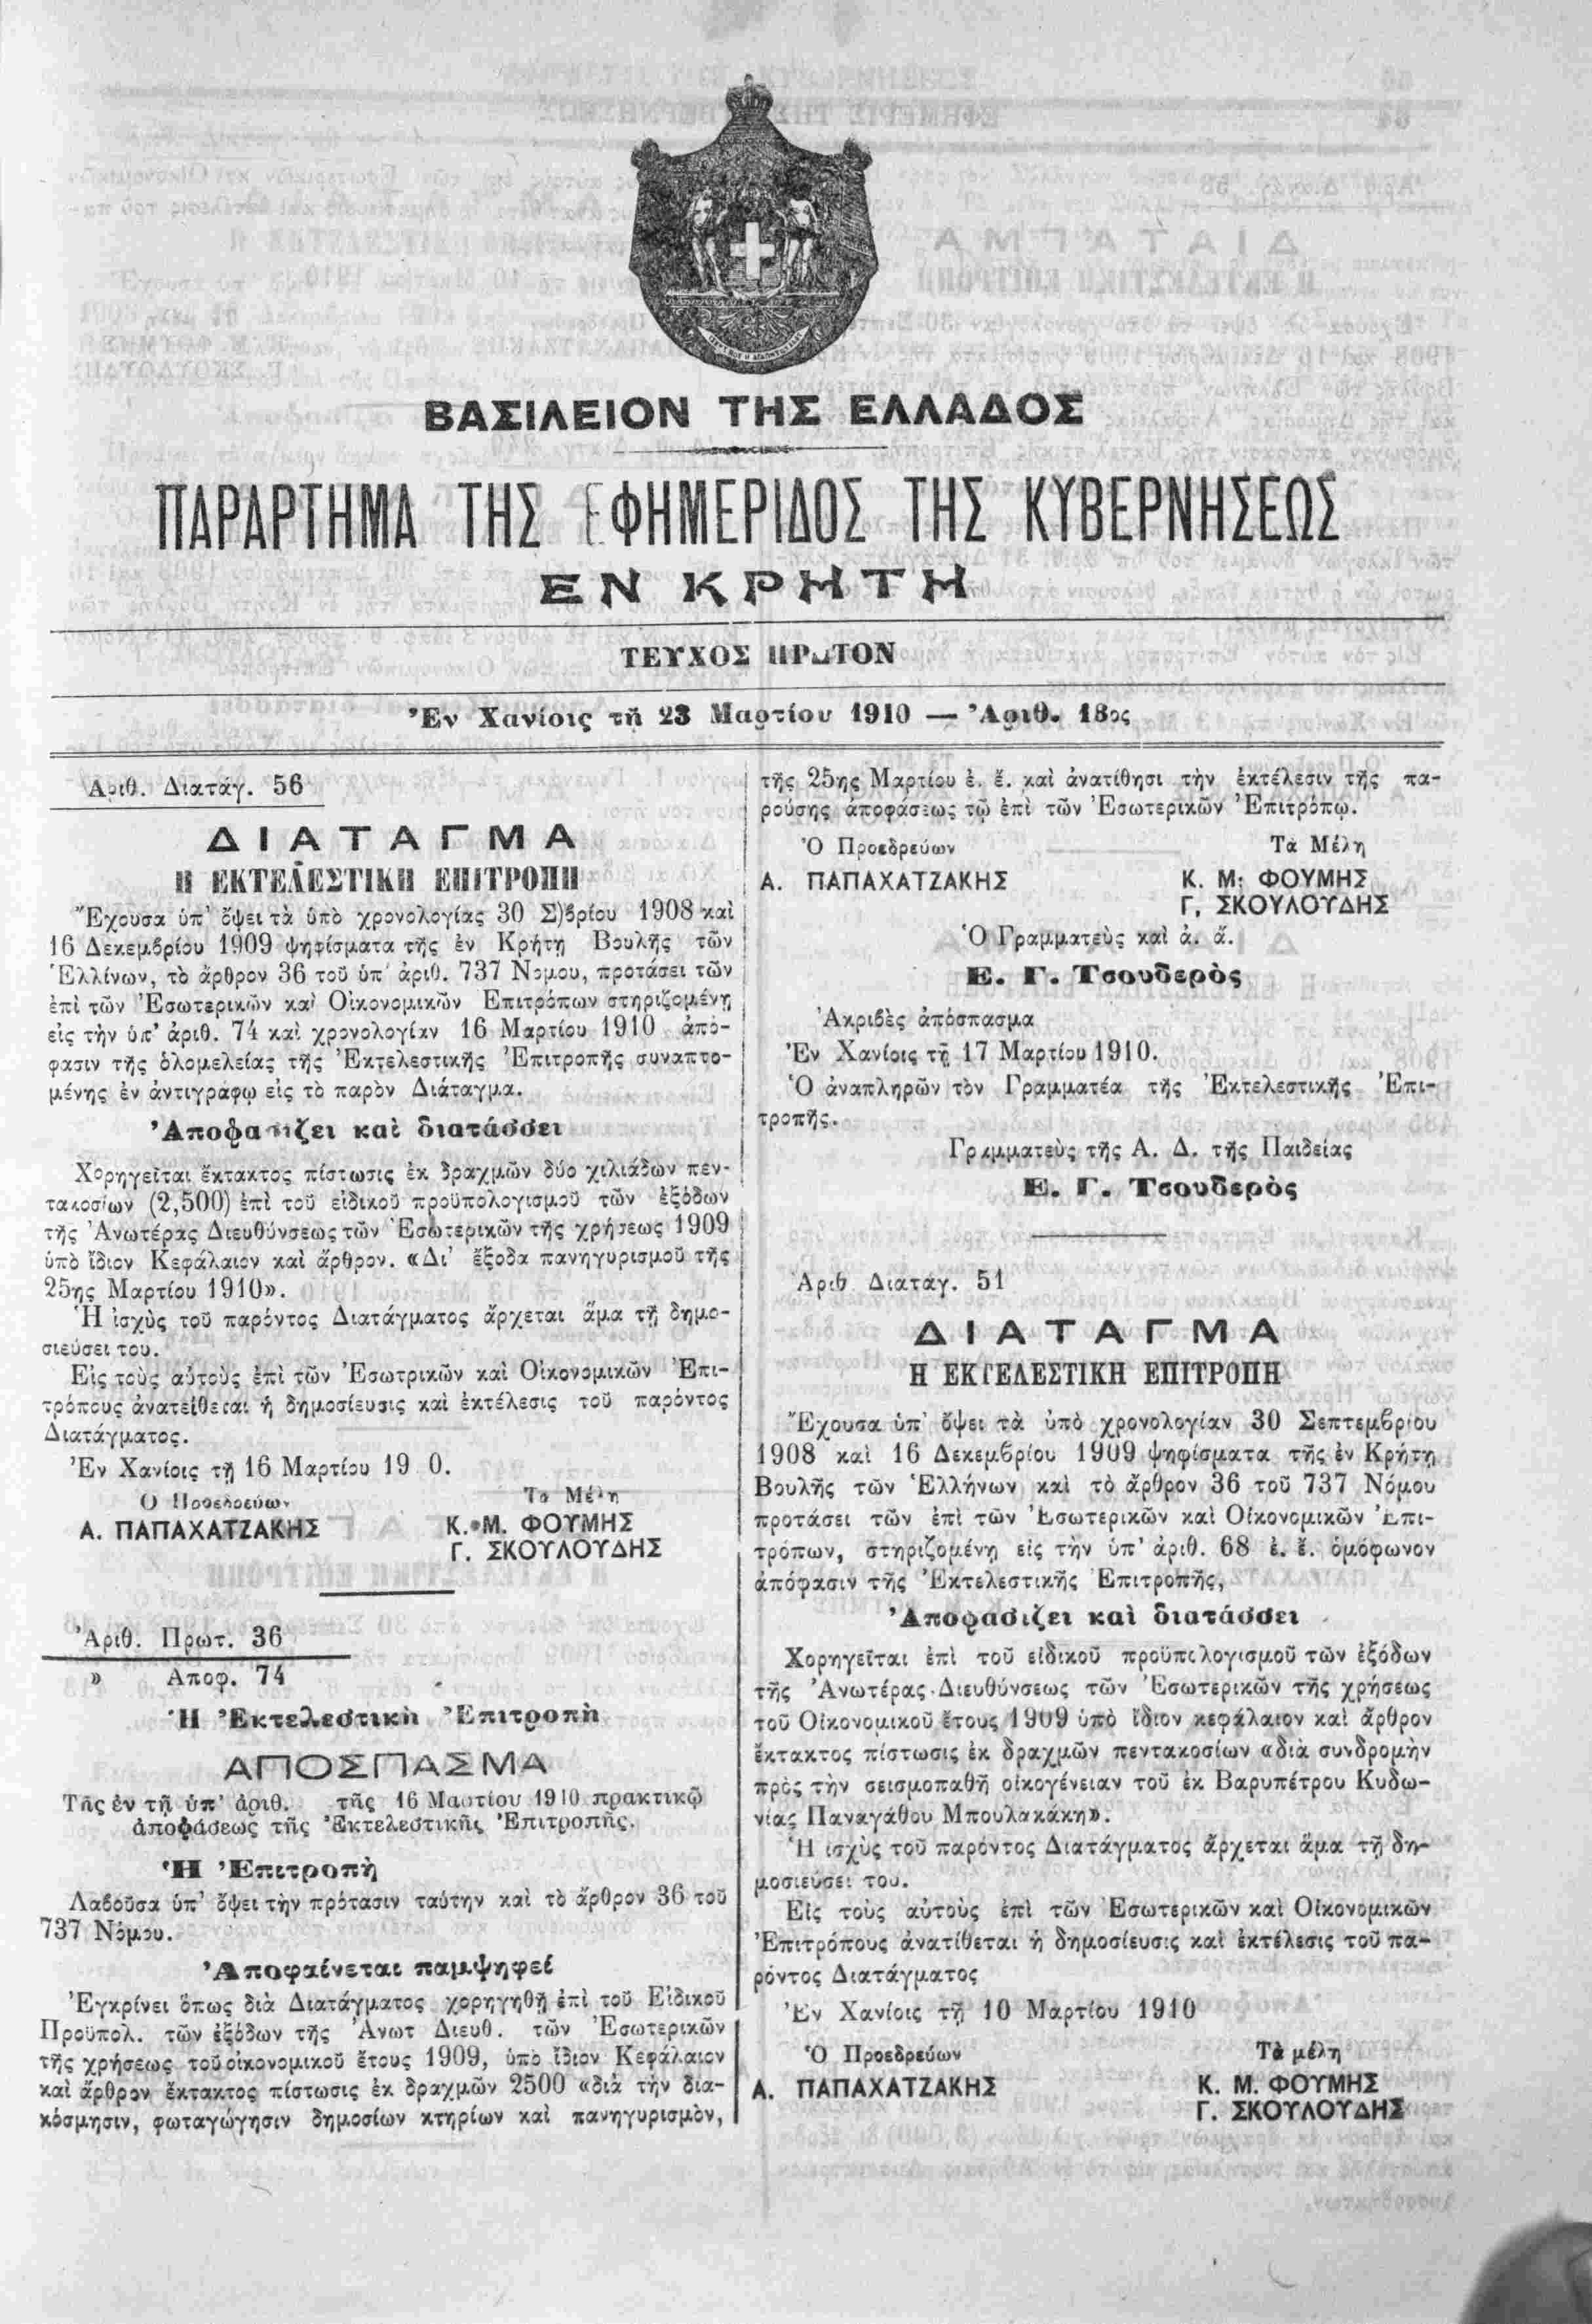 ΒΑΣΙΛΕΙΟΝ ΤΗΣ ΕΛΛΑΔΟΣ
ΠΑΡΑΡΤΗΜΑ ΤΗΣ ΕΦΗΜΕΡΙΔΟΣ ΤΗΣ ΚΥΒΕΡΝΗΣΕΩΣ
ΕΝ ΚΡΗΤΗ
ΤΕΥΧΟΣ ΠΡΩΤΟΝ
Ἐν Χανίοις τῇ 23 Μαρτίου 1910 — Ἀριθ. 18ος
Ἀριθ. Διατάγ. 56
ΔΙΑΤΑΓΜΑ
Η ΕΚΤΕΛΕΣΤΙΚΗ ΕΠΙΤΡΟΠΗ
Ἔχουσα ὑπ' ὄψει τὰ ὑπὸ χρονολογίας 30 Σ)βρίου 1908 καὶ
16 Δεκεμβρίου 1909 ψηφίσματα τῆς ἐν Κρήτῃ Βουλῆς τῶν
Ἑλλίνων, τὸ ἄρθρον 36 τοῦ ὑπ' ἀριθ. 737 Νομου, προτάσει τῶν
ἐπὶ τῶν Ἐσωτερικῶν καὶ Οἰκονομικῶν Επιτρόπων στηριζομένῃ
εἰς τὴν ὑπ' ἀριθ. 74 καὶ χρονολογίαν 16 Μαρτίου 1910 ἀπό-
φασιν τῆς ὁλομελείας τῆς Ἐκτελεστικῆς Ἐπιτροπῆς συναπτο-
μένης ἐν ἀντιγράφῳ εἰς τὸ παρὸν Διάταγμα.
Ἀποφασίζει καὶ διατάσσει
Χορηγεῖται ἔκτακτος πίστωσις ἐκ δραχμῶν δύο χιλιάδων πεν-
τακοσίων (2,500) ἐπὶ τοῦ εἰδικοῦ προϋπολογισμοῦ τῶν ἐξόδων
τῆς Ἀνωτέρας Διευθύνσεως τῶν Ἐσωτερικῶν τῆς χρήσεως 1909
ὑπὸ ἴδιον Κεφάλαιον καὶ ἄρθρον. «Δι' ἔξοδα πανηγυρισμοῦ τῆς
25ης Μαρτίου 1910».
Ἡ ἰσχὺς τοῦ παρόντος Διατάγματος ἄρχεται ἅμα τῇ δημο-
σιεύσει του.
Εἰς τοὺς αὐτοὺς ἐπὶ τῶν Ἐσωτρικῶν καὶ Οἰκονομικῶν Ἐπι-
τρόπους ἀνατείθεται ἡ δημοσίευσις καὶ ἐκτέλεσις τοῦ παρόντος
Διατάγματος.
Ἐν Χανίοις τῇ 16 Μαρτίου 19 0.
Ο Προεδρεύων Τα Μέλη
Α. ΠΑΠΑΧΑΤΖΑΚΗΣ Κ. Μ. ΦΟΥΜΗΣ
Γ. ΣΚΟΥΛΟΥΔΗΣ
Ἀριθ. Πρωτ. 36
» Αποφ. 74
Ἡ Ἐκτελεστικὴ Ἐπιτροπὴ
ΑΠΟΣΠΑΣΜΑ
Τῆς ἐν τῇ ὑπ' ἀριθ. τῆς 16 Μαρτίου 1910 πρακτικῷ
ἀποφάσεως τῆς Ἐκτελεστικῆς Ἐπιτροπῆς.
Ἡ Ἐπιτροπὴ
Λαβοῦσα ὑπ' ὄψει τὴν πρότασιν ταύτην καὶ τὸ ἄρθρον 36 τοῦ
737 Νόμου.
Ἀποφαίνεται παμψηφεί
Ἐγκρίνει ὅπως διὰ Διατάγματος χορηγηθῇ ἐπὶ τοῦ Εἰδικοῦ
Προϋπολ. τῶν ἐξόδων τῆς Ἀνωτ Διευθ. τῶν Ἐσωτερικῶν
τῆς χρήσεως τοῦ οἰκονομικοῦ ἔτους 1909, ὑπὸ ἴδιον Κεφάλαιον
καὶ ἄρθρον ἔκτακτος πίστωσις ἐκ δραχμῶν 2500 «διὰ τὴν δια-
κόσμησιν, φωταγώγησιν δημοσίων κτηρίων καὶ πανηγυρισμὸν,
τῆς 25ης Μαρτίου ἐ. ἔ. καὶ ἀνατίθησι τὴν ἐκτέλεσιν τῆς πα-
ρούσης ἀποφάσεως τῷ ἐπὶ τῶν Ἐσωτερικῶν Ἐπιτρόπῳ.
Ὁ Προεδρεύων Τὰ Μέλη
Α. ΠΑΠΑΧΑΤΖΑΚΗΣ Κ. Μ. ΦΟΥΜΗΣ
Γ, ΣΚΟΥΛΟΥΔΗΣ
Ὁ Γραμματεὺς καὶ ἀ. ἀ.
Ε. Γ. Τσουδερὸς
Ἀκριβὲς ἀπόσπασμα
Ἐν Χανίοις τῇ 17 Μαρτίου 1910.
Ὁ ἀναπληρῶν τὸν Γραμματέα τῆς Ἐκτελεστικῆς Ἐπι-
τροπῆς.
Γραμματεὺς τῆς Α. Δ. τῆς Παιδείας
Ε. Γ. Τσουδερὸς
Ἀριθ Διατάγ. 51
ΔΙΑΤΑΓΜΑ
Η ΕΚΤΕΛΕΣΤΙΚΗ ΕΠΙΤΡΟΠΗ
Ἔχουσα ὑπ' ὄψει τὰ ὑπὸ χρονολογίαν 30 Σεπτεμβρίου
1908 καὶ 16 Δεκεμβρίου 1909 ψηφίσματα τῆς ἐν Κρήτῃ
Βουλῆς τῶν Ἑλλήνων καὶ τὸ ἄρθρον 36 τοῦ 737 Νόμου
προτάσει τῶν ἐπὶ τῶν Ἐσωτερικῶν καὶ Οἰκονομικῶν Ἐπι-
τρόπων, στηριζομένῃ εἰς τὴν ὑπ' ἀριθ. 68 ἐ. ἔ. ὁμόφωνον
ἀπόφασιν τῆς Ἐκτελεστικῆς Ἐπιτροπῆς,
Ἀποφασίζει καὶ διατάσσει
Χορηγεῖται ἐπὶ τοῦ εἰδικοῦ προϋπολογισμοῦ τῶν ἐξόδων
τῆς Ἀνωτέρας Διευθύνσεως τῶν Ἐσωτερικῶν τῆς χρήσεως
τοῦ Οἰκονομικοῦ ἔτους 1909 ὑπὸ ἴδιον κεφάλαιον καὶ ἄρθρον
ἔκτακτος πίστωσις ἐκ δραχμῶν πεντακοσίων «διὰ συνδρομὴν
πρὸς τὴν σεισμοπαθῆ οἰκογένειαν τοῦ ἐκ Βαρυπέτρου Κυδω-
νίας Παναγάθου Μπουλακάκη».
Ἡ ἰσχὺς τοῦ παρόντος Διατάγματος ἄρχεται ἅμα τῇ δη-
μοσιεύσει του.
Εἰς τοὺς αὐτοὺς ἐπὶ τῶν Ἐσωτερικῶν καὶ Οἰκονομικῶν
Ἐπιτρόπους ἀνατίθεται ἡ δημοσίευσις καὶ ἐκτέλεσις τοῦ πα-
ρόντος Διατάγματος
Ἐν Χανίοις τῇ 10 Μαρτίου 1910
Ὁ Προεδρεύων Τὰ μέλη
Α. ΠΑΠΑΧΑΤΖΑΚΗΣ Κ. Μ. ΦΟΥΜΗΣ
Γ. ΣΚΟΥΛΟΥΔΗΣ